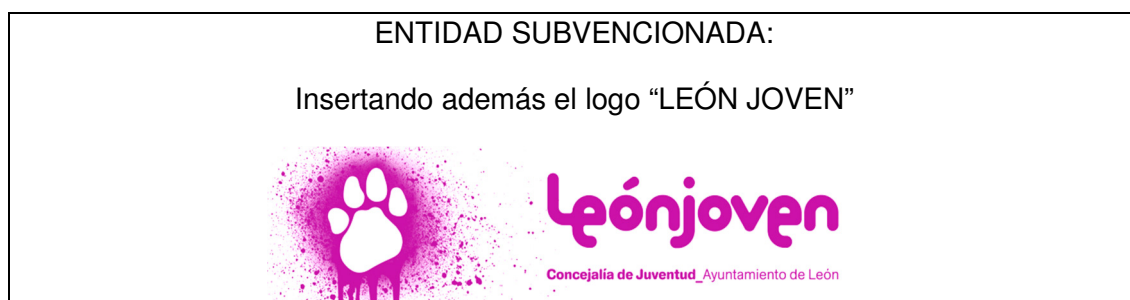 ENTIDAD SUBVENCIONADA:
Insertando además el logo “LEÓN JOVEN”
Leónjoven
Concejalía de Juventud_Ayuntamiento de León